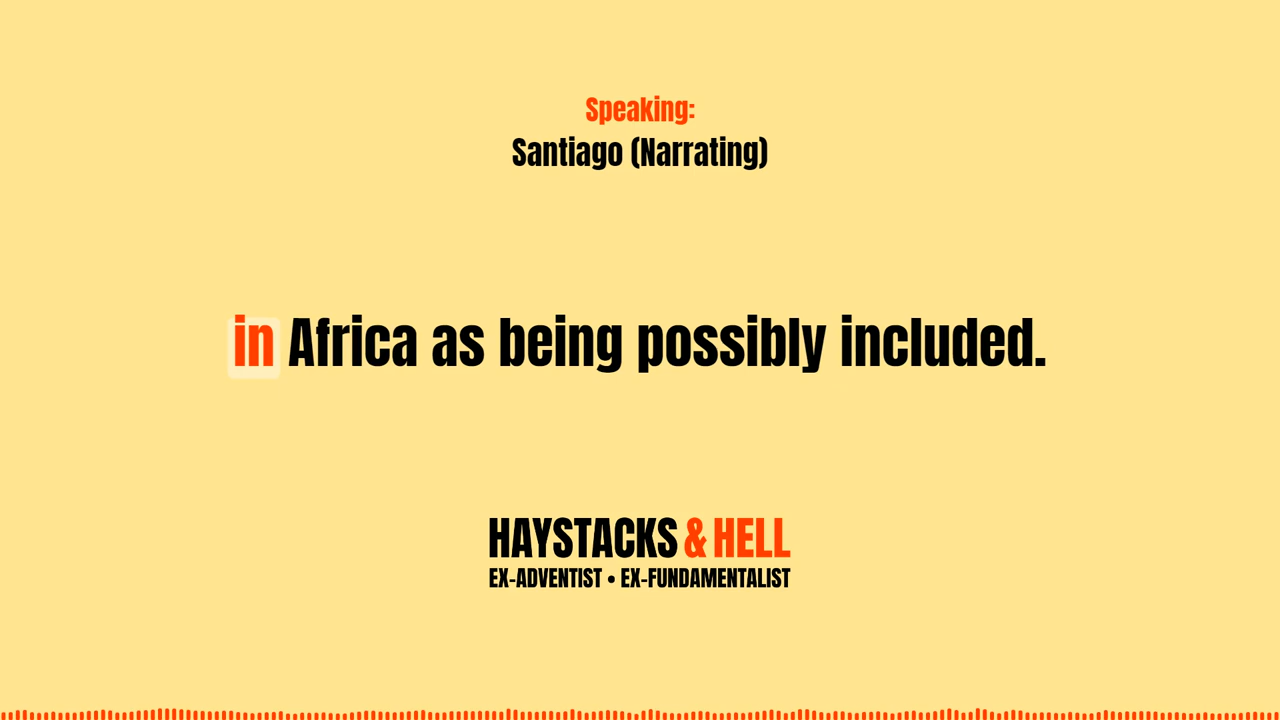 Speaking:
Santiago (Narrating)
in Africa as being possibly included.
HAYSTACKS & HELL
EX-ADVENTIST • EX-FUNDAMENTALIST